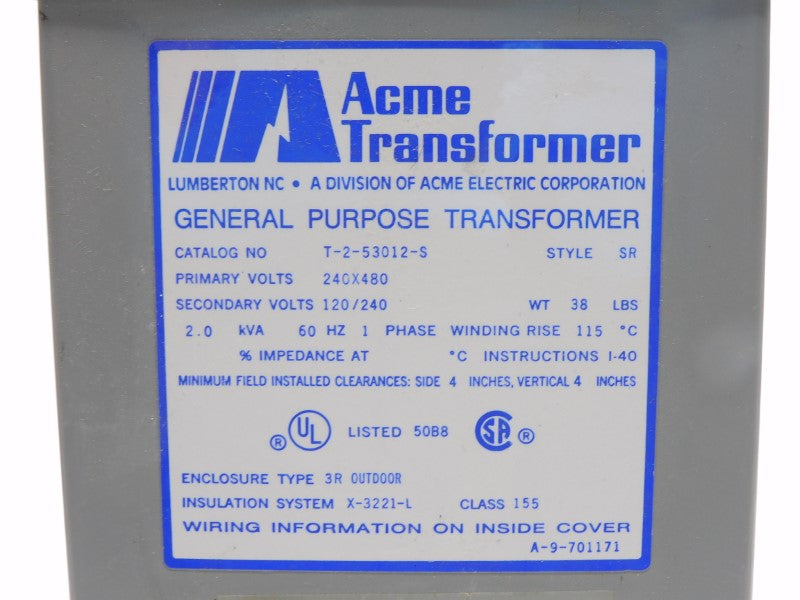 Acme
Transformer
LUMBERTON NC • A DIVISION OF ACME ELECTRIC CORPORATION
GENERAL PURPOSE TRANSFORMER
CATALOG NO T-2-53012-S STYLE SR
PRIMARY VOLTS 240X480
SECONDARY VOLTS 120/240 WT 38 LBS
2.0 kVA 60 HZ 1 PHASE WINDING RISE 115 °C
% IMPEDANCE AT °C INSTRUCTIONS I-40
MINIMUM FIELD INSTALLED CLEARANCES: SIDE 4 INCHES, VERTICAL 4 INCHES
® UL LISTED 50B8 SA ®
ENCLOSURE TYPE 3R OUTDOOR
INSULATION SYSTEM X-3221-L CLASS 155
WIRING INFORMATION ON INSIDE COVER
A-9-701171